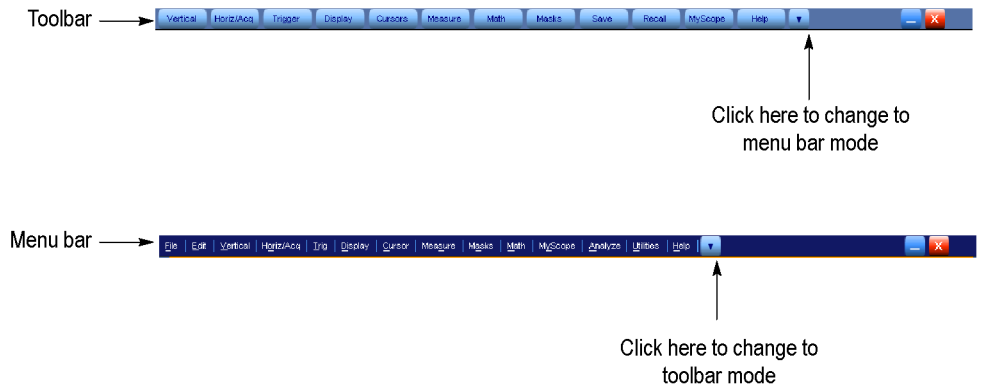 Toolbar
Vertical Horiz/Acq Trigger Display Cursors Measure Math Masks Save Recall MyScope Help ▼ _ X
Click here to change to
menu bar mode
Menu bar
File | Edit | Vertical | Horiz/Acq | Trig | Display | Cursor | Measure | Masks | Math | MyScope | Analyze | Utilities | Help | ▼ _ X
Click here to change to
toolbar mode